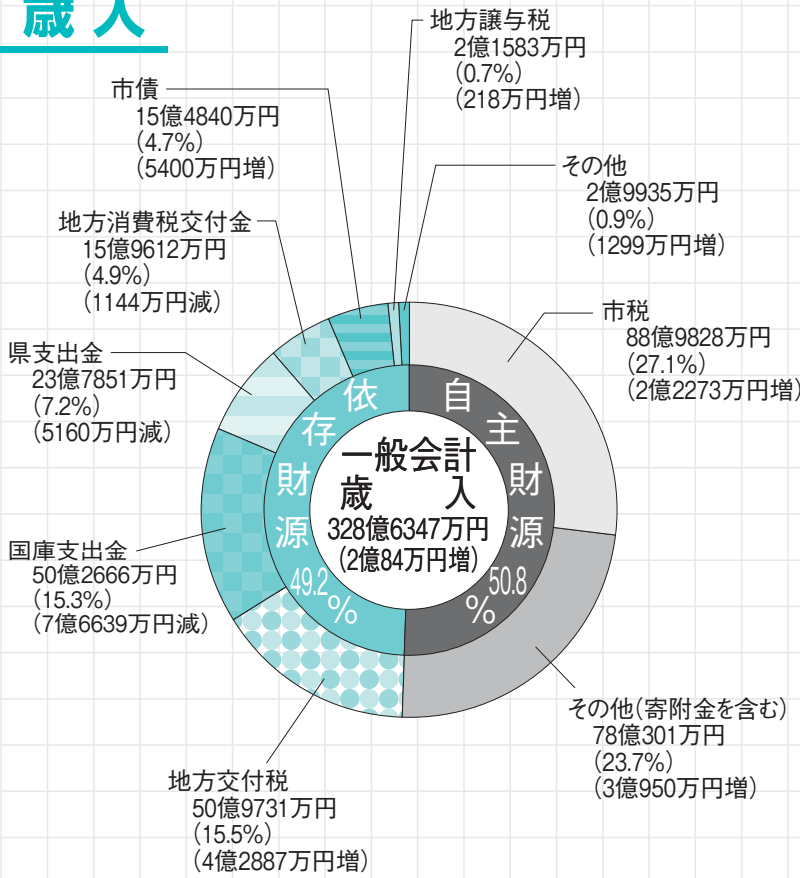 歳入
地方譲与税
2億1583万円
(0.7%)
(218万円増)
市債
15億4840万円
(4.7%)
(5400万円増)
その他
2億9935万円
(0.9%)
(1299万円増)
地方消費税交付金
15億9612万円
(4.9%)
(1144万円減)
市税
88億9828万円
(27.1%)
(2億2273万円増)
県支出金
23億7851万円
(7.2%)
(5160万円減)
依存財源
49.2
%
自主財源
50.8
%
一般会計
歳入
328億6347万円
(2億84万円増)
国庫支出金
50億2666万円
(15.3%)
(7億6639万円減)
その他(寄附金を含む)
78億301万円
(23.7%)
(3億950万円増)
地方交付税
50億9731万円
(15.5%)
(4億2887万円増)